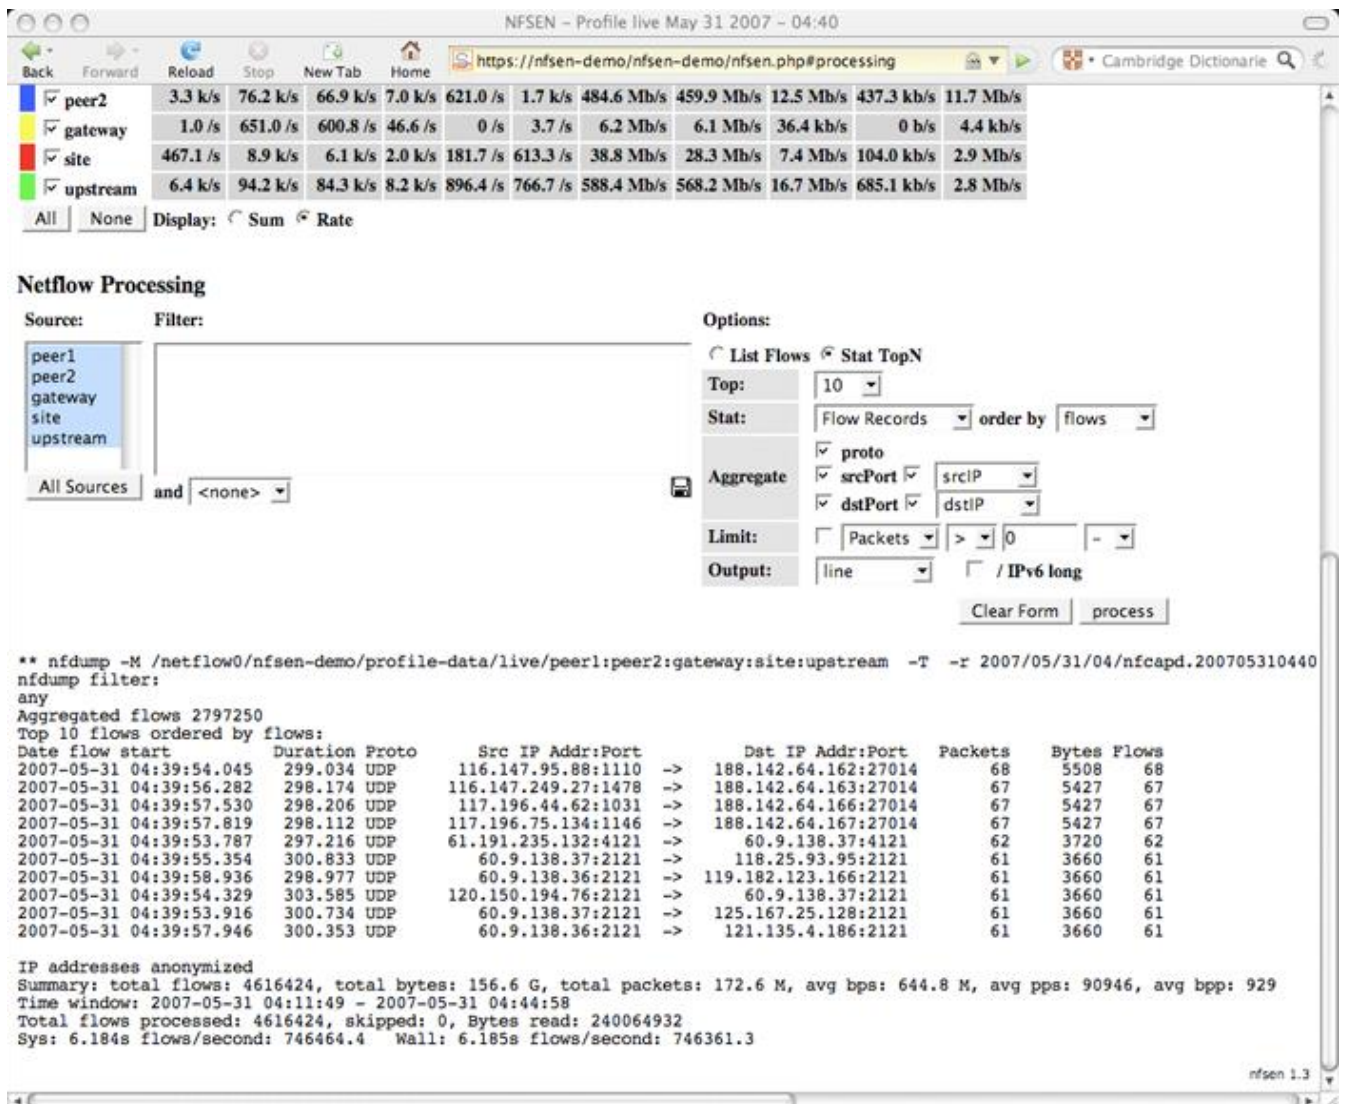 NFSEN – Profile live May 31 2007 – 04:40
Back Forward Reload Stop New Tab Home https://nfsen-demo/nfsen-demo/nfsen.php#processing Cambridge Dictionarie
peer2 3.3 k/s 76.2 k/s 66.9 k/s 7.0 k/s 621.0 /s 1.7 k/s 484.6 Mb/s 459.9 Mb/s 12.5 Mb/s 437.3 kb/s 11.7 Mb/s
gateway 1.0 /s 651.0 /s 600.8 /s 46.6 /s 0 /s 3.7 /s 6.2 Mb/s 6.1 Mb/s 36.4 kb/s 0 b/s 4.4 kb/s
site 467.1 /s 8.9 k/s 6.1 k/s 2.0 k/s 181.7 /s 613.3 /s 38.8 Mb/s 28.3 Mb/s 7.4 Mb/s 104.0 kb/s 2.9 Mb/s
upstream 6.4 k/s 94.2 k/s 84.3 k/s 8.2 k/s 896.4 /s 766.7 /s 588.4 Mb/s 568.2 Mb/s 16.7 Mb/s 685.1 kb/s 2.8 Mb/s
All None Display: Sum Rate
Netflow Processing
Source: Filter: Options:
peer1
peer2
gateway
site
upstream
All Sources
and <none>
List Flows Stat TopN
Top: 10
Stat: Flow Records order by flows
Aggregate
proto
srcPort srcIP
dstPort dstIP
Limit: Packets > 0 -
Output: line / IPv6 long
Clear Form process
** nfdump -M /netflow0/nfsen-demo/profile-data/live/peer1:peer2:gateway:site:upstream -T -r 2007/05/31/04/nfcapd.200705310440
nfdump filter:
any
Aggregated flows 2797250
Top 10 flows ordered by flows:
Date flow start Duration Proto Src IP Addr:Port Dst IP Addr:Port Packets Bytes Flows
2007-05-31 04:39:54.045 299.034 UDP 116.147.95.88:1110 -> 188.142.64.162:27014 68 5508 68
2007-05-31 04:39:56.282 298.174 UDP 116.147.249.27:1478 -> 188.142.64.163:27014 67 5427 67
2007-05-31 04:39:57.530 298.206 UDP 117.196.44.62:1031 -> 188.142.64.166:27014 67 5427 67
2007-05-31 04:39:57.819 298.112 UDP 117.196.75.134:1146 -> 188.142.64.167:27014 67 5427 67
2007-05-31 04:39:53.787 297.216 UDP 61.191.235.132:4121 -> 60.9.138.37:4121 62 3720 62
2007-05-31 04:39:55.354 300.833 UDP 60.9.138.37:2121 -> 118.25.93.95:2121 61 3660 61
2007-05-31 04:39:58.936 298.977 UDP 60.9.138.36:2121 -> 119.182.123.166:2121 61 3660 61
2007-05-31 04:39:54.329 303.585 UDP 120.150.194.76:2121 -> 60.9.138.37:2121 61 3660 61
2007-05-31 04:39:53.916 300.734 UDP 60.9.138.37:2121 -> 125.167.25.128:2121 61 3660 61
2007-05-31 04:39:57.946 300.353 UDP 60.9.138.36:2121 -> 121.135.4.186:2121 61 3660 61
IP addresses anonymized
Summary: total flows: 4616424, total bytes: 156.6 G, total packets: 172.6 M, avg bps: 644.8 M, avg pps: 90946, avg bpp: 929
Time window: 2007-05-31 04:11:49 - 2007-05-31 04:44:58
Total flows processed: 4616424, skipped: 0, Bytes read: 240064932
Sys: 6.184s flows/second: 746464.4 Wall: 6.185s flows/second: 746361.3
nfsen 1.3